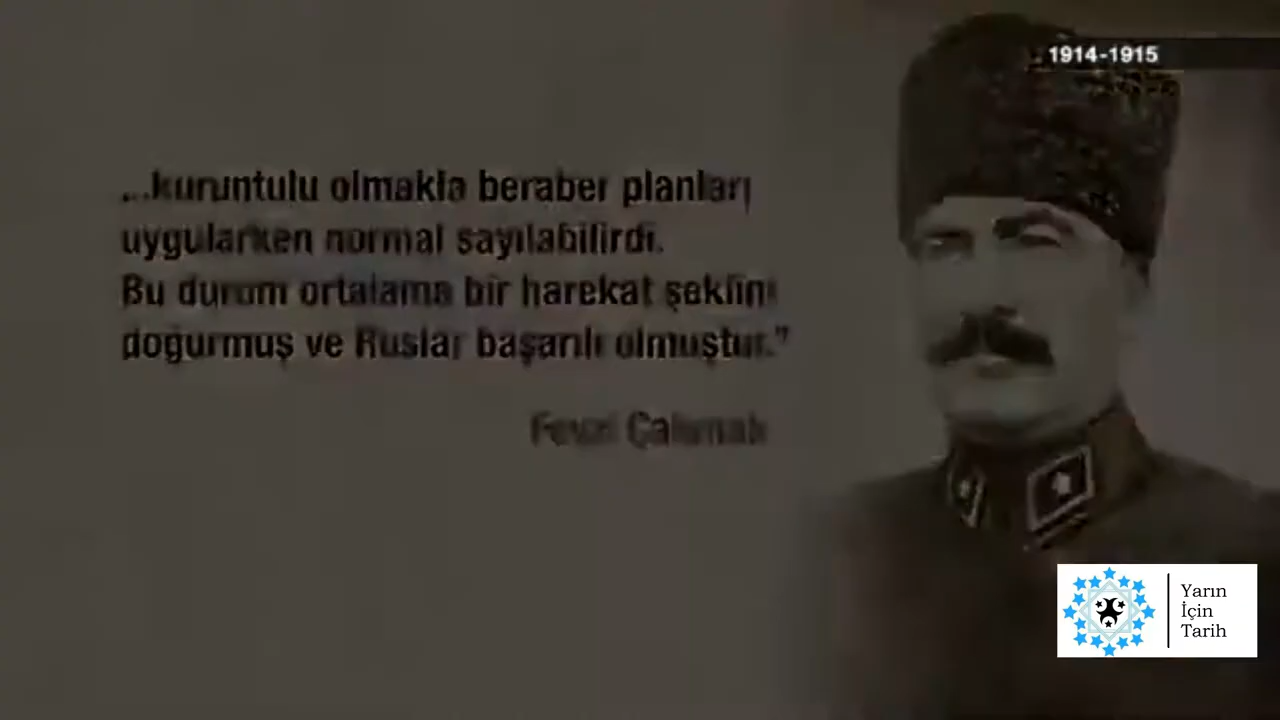 1914-1915
...kuruntulu olmakla beraber planları
uygularken normal sayılabilirdi.
Bu durum ortalama bir harekat şeklini
doğurmuş ve Ruslar başarılı olmuştur."
Fevzi Çakmak
Yarın
İçin
Tarih